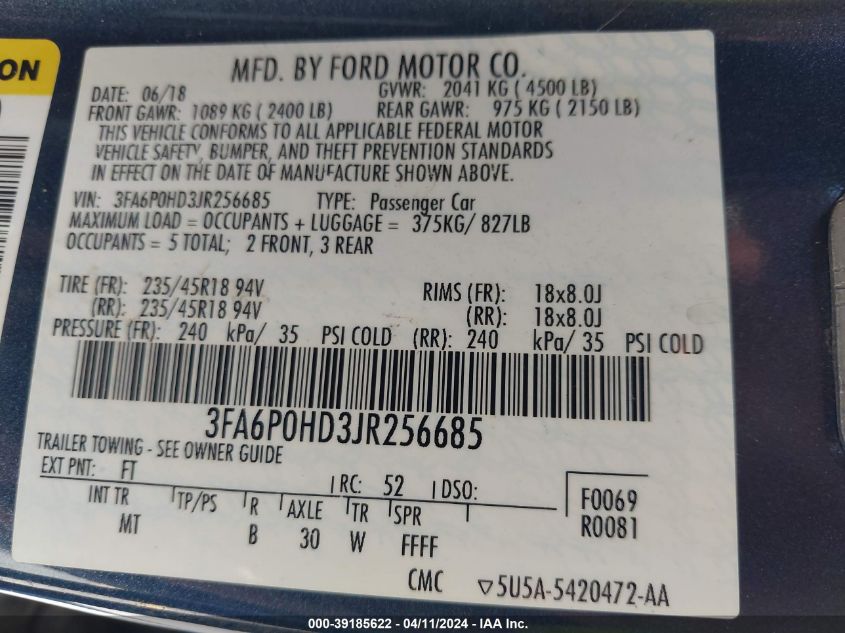 ON
MFD. BY FORD MOTOR CO.
DATE: 06/18 GVWR: 2041 KG ( 4500 LB)
FRONT GAWR: 1089 KG ( 2400 LB) REAR GAWR: 975 KG ( 2150 LB)
THIS VEHICLE CONFORMS TO ALL APPLICABLE FEDERAL MOTOR
VEHICLE SAFETY, BUMPER, AND THEFT PREVENTION STANDARDS
IN EFFECT ON THE DATE OF MANUFACTURE SHOWN ABOVE.
VIN: 3FA6P0HD3JR256685 TYPE: Passenger Car
MAXIMUM LOAD = OCCUPANTS + LUGGAGE = 375KG/ 827LB
OCCUPANTS = 5 TOTAL; 2 FRONT, 3 REAR
TIRE (FR): 235/45R18 94V RIMS (FR): 18x8.0J
(RR): 235/45R18 94V (RR): 18x8.0J
PRESSURE (FR): 240 kPa/ 35 PSI COLD (RR): 240 kPa/ 35 PSI COLD
3FA6P0HD3JR256685
TRAILER TOWING - SEE OWNER GUIDE
EXT PNT: FT RC: 52 DSO:
INT TR TP/PS R AXLE TR SPR
MT B 30 W FFFF
F0069
R0081
CMC ▽5U5A-5420472-AA
000-39185622 - 04/11/2024 - IAA Inc.